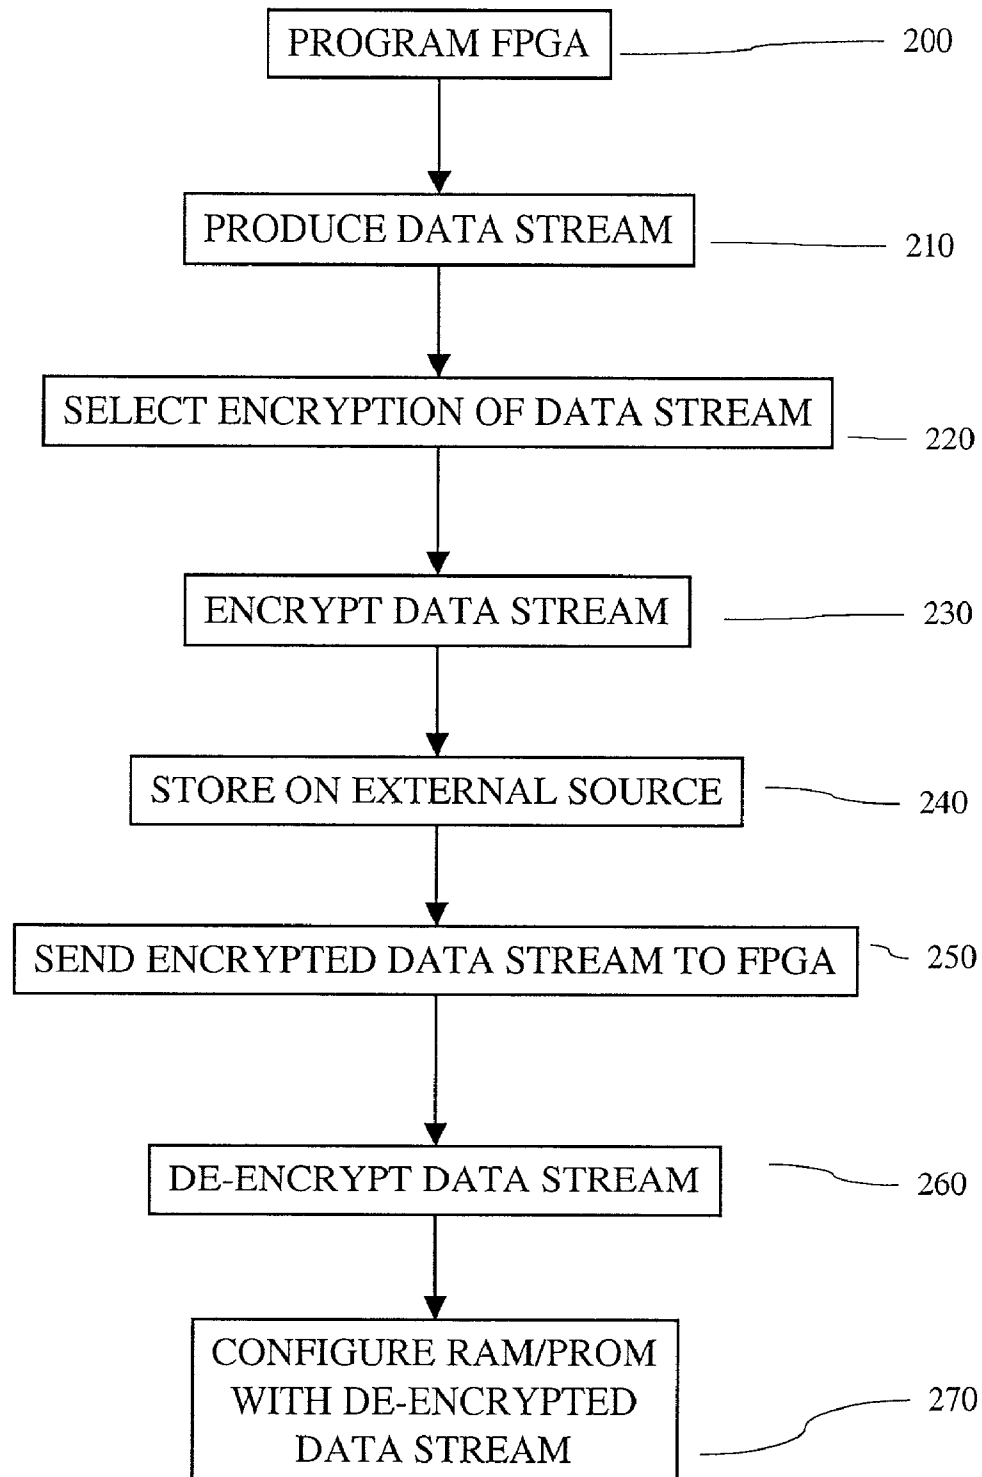 PROGRAM FPGA
200
PRODUCE DATA STREAM
210
SELECT ENCRYPTION OF DATA STREAM
220
ENCRYPT DATA STREAM
230
STORE ON EXTERNAL SOURCE
240
SEND ENCRYPTED DATA STREAM TO FPGA
250
DE-ENCRYPT DATA STREAM
260
CONFIGURE RAM/PROM
WITH DE-ENCRYPTED
DATA STREAM
270